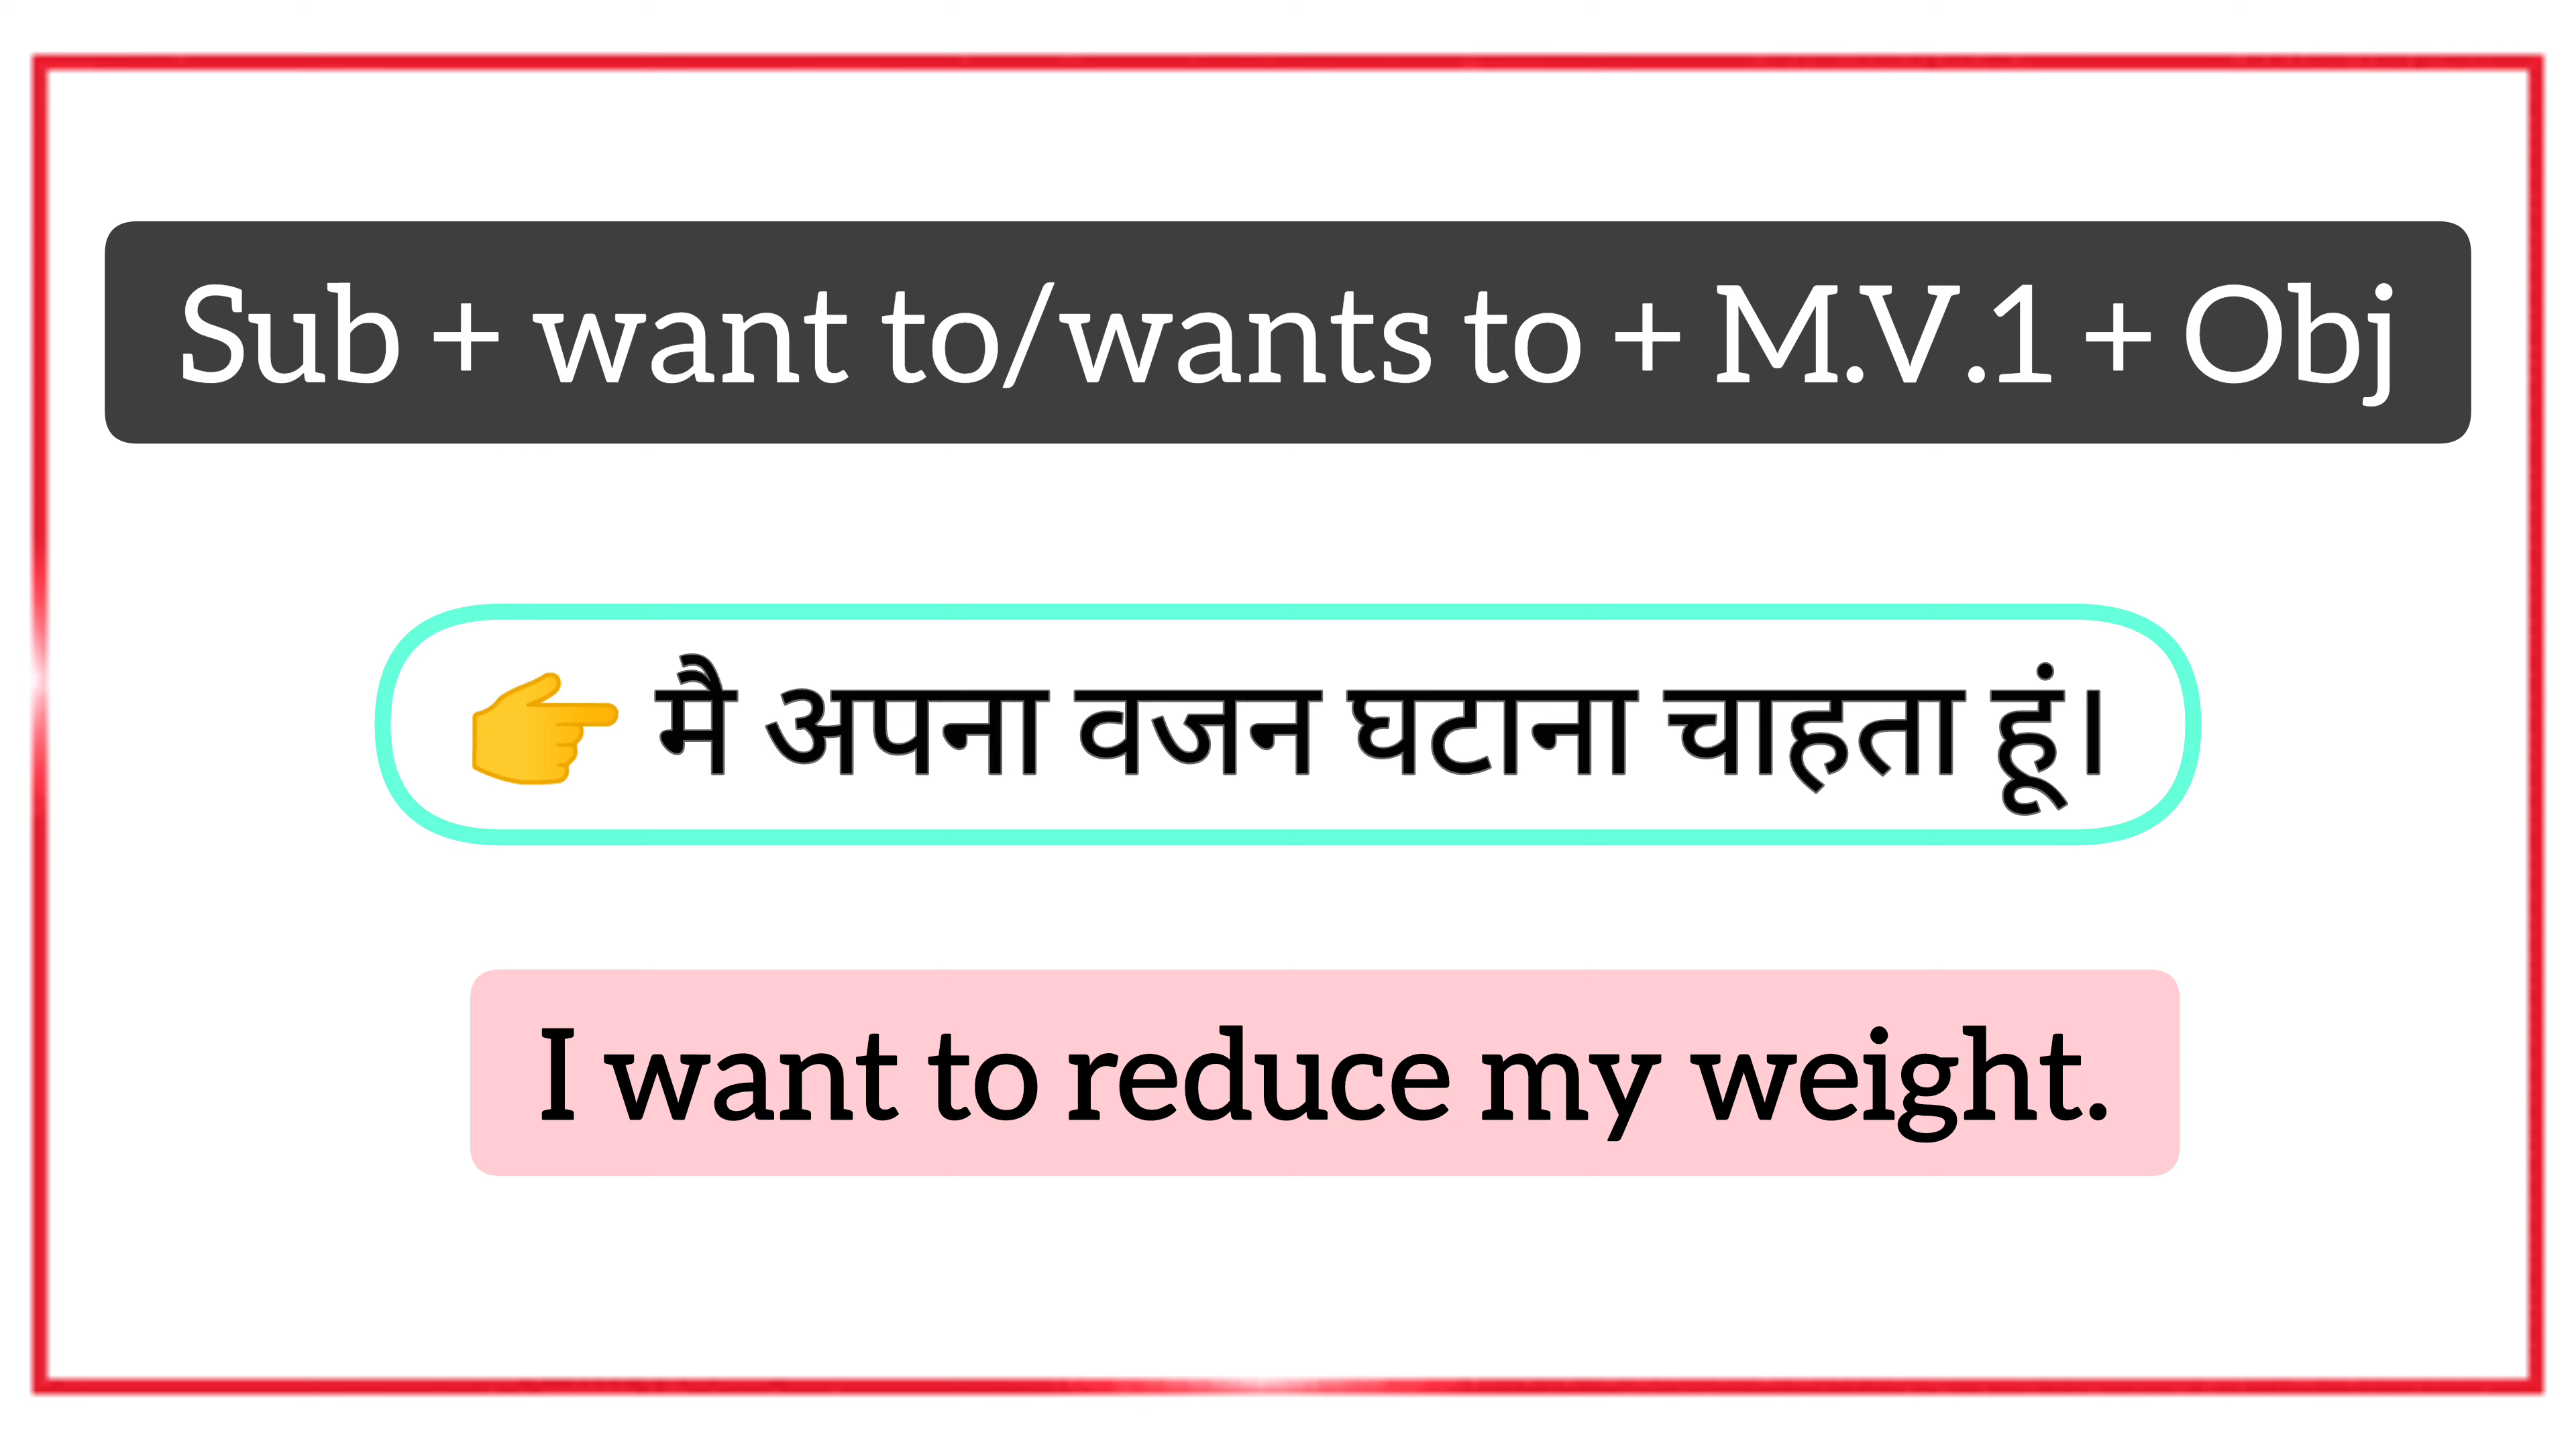 Sub + want to/wants to + M.V.1 + Obj
👉 मै अपना वजन घटाना चाहता हूं।
I want to reduce my weight.